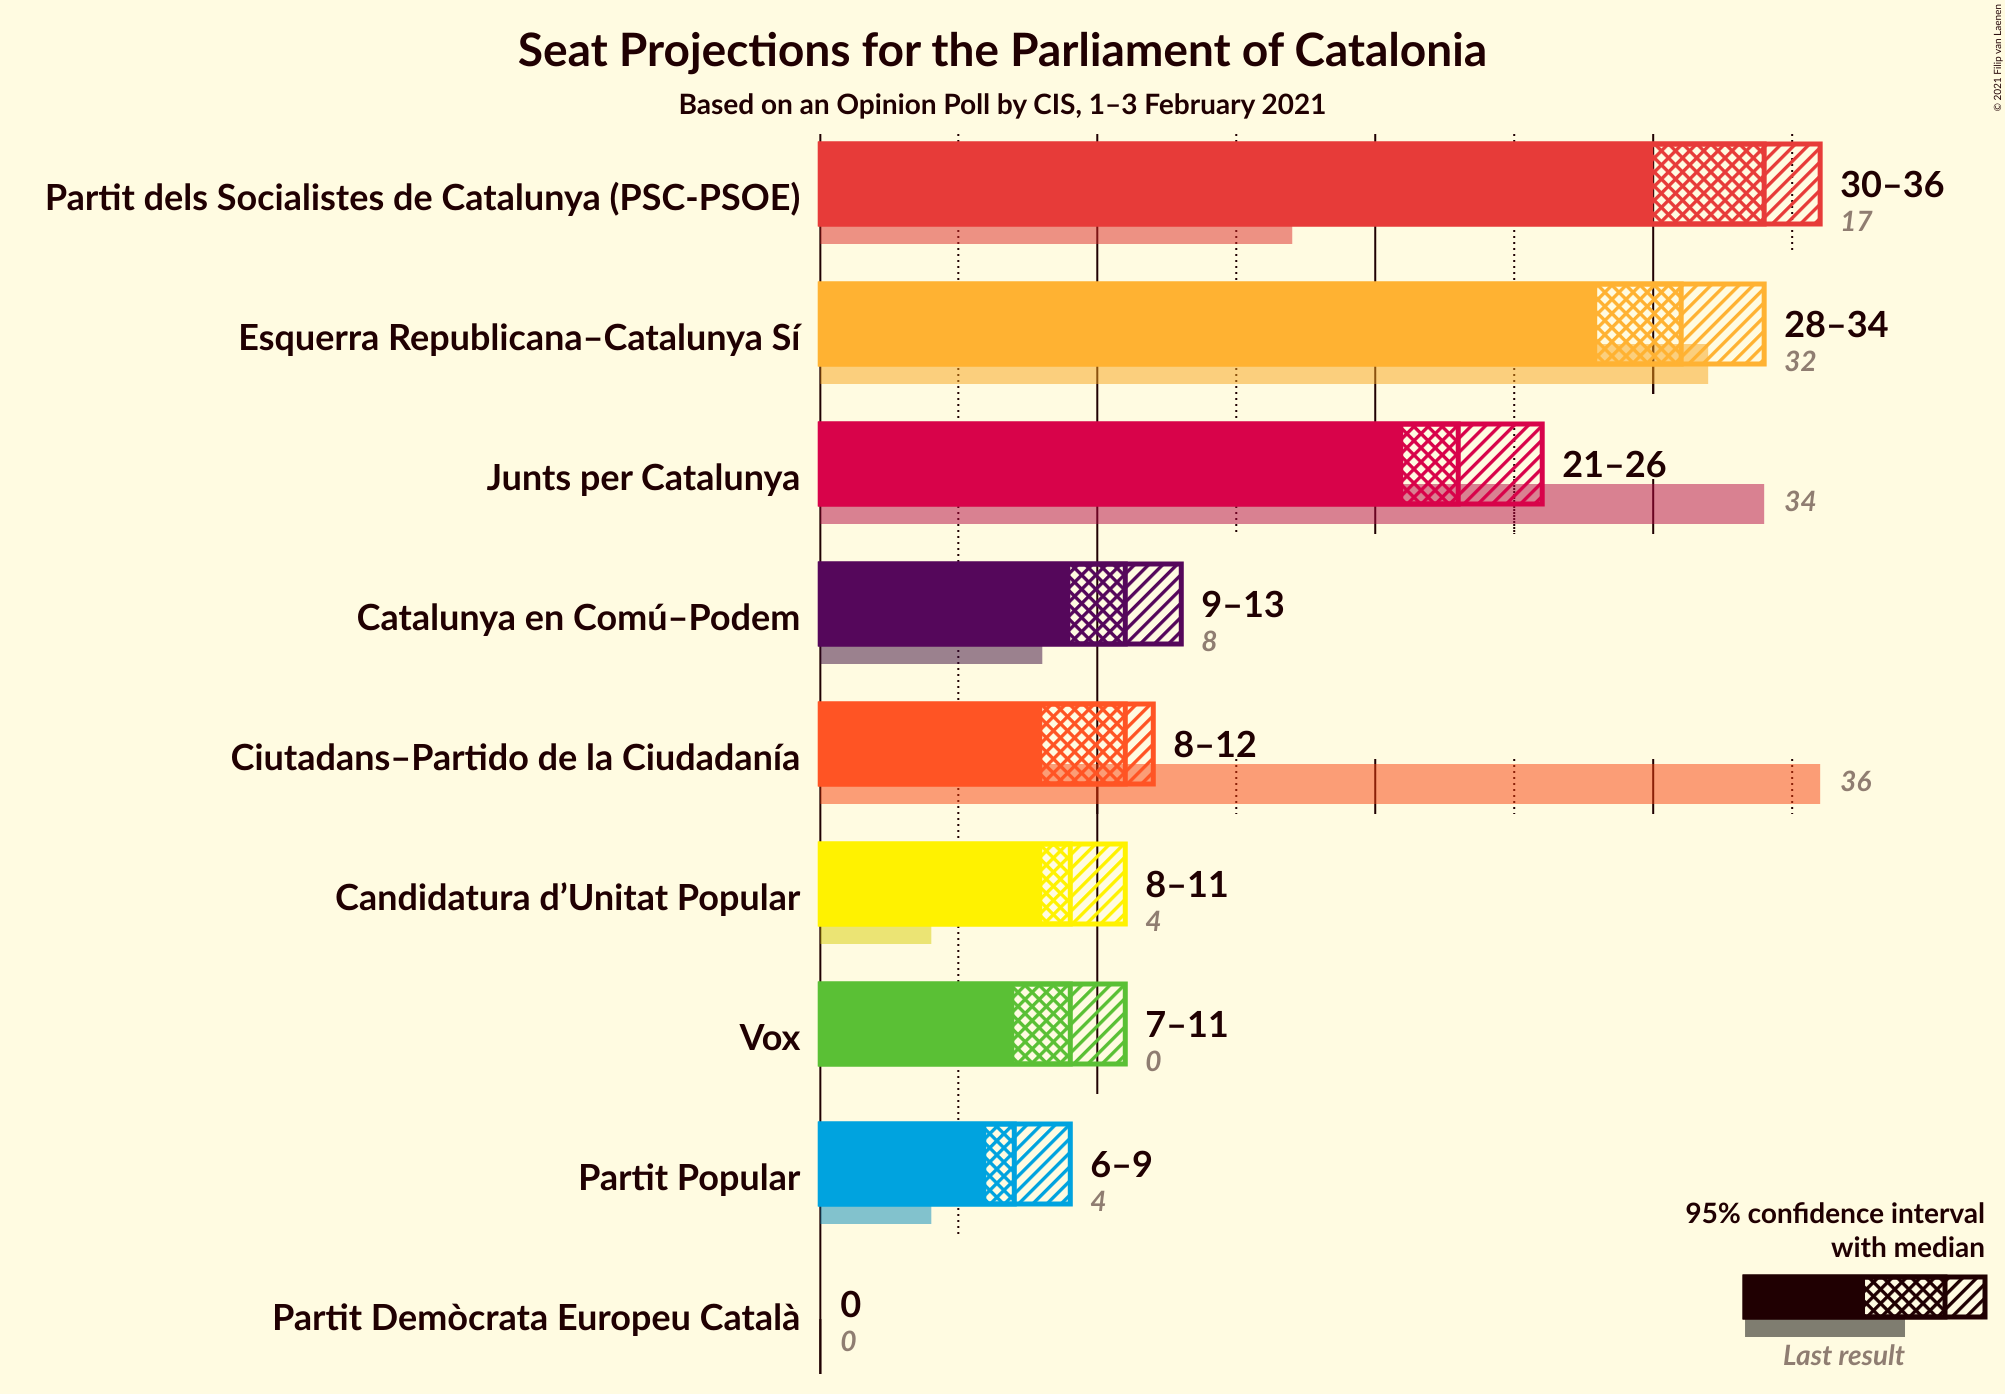 Seat Projections for the Parliament of Catalonia
Based on an Opinion Poll by CIS, 1–3 February 2021
© 2021 Filip van Laenen
Partit dels Socialistes de Catalunya (PSC-PSOE)
30–36
17
Esquerra Republicana–Catalunya Sí
28–34
32
Junts per Catalunya
21–26
34
Catalunya en Comú–Podem
9–13
8
Ciutadans–Partido de la Ciudadanía
8–12
36
Candidatura d’Unitat Popular
8–11
4
Vox
7–11
0
Partit Popular
6–9
4
Partit Demòcrata Europeu Català
0
0
95% confidence interval
with median
Last result